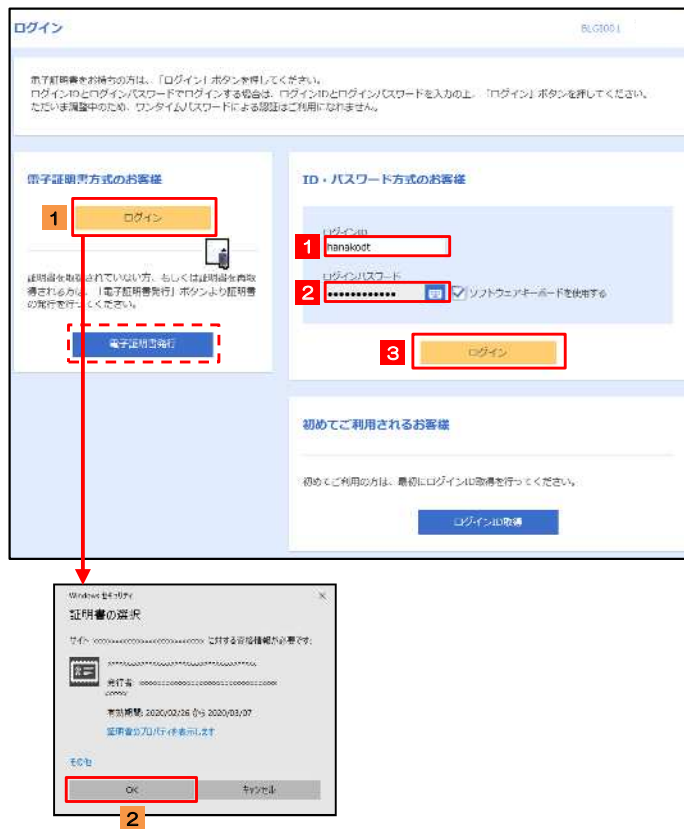 ログイン
BLGI001
電子証明書をお持ちの方は、「ログイン」ボタンを押してください。
ログインIDとログインパスワードでログインする場合は、ログインIDとログインパスワードを入力の上、「ログイン」ボタンを押してください。
ただいま調整中のため、ワンタイムパスワードによる認証はご利用になれません。
電子証明書方式のお客様
1
ログイン
証明書を取得されていない方、もしくは証明書を再取
得される方は、「電子証明書発行」ボタンより証明書
の発行を行ってください。
電子証明書発行
ID・パスワード方式のお客様
ログインID
1
hanakodt
ログインパスワード
2
••••••••••••
ソフトウェアキーボードを使用する
3
ログイン
初めてご利用されるお客様
初めてご利用の方は、最初にログインID取得を行ってください。
ログインID取得
Windows セキュリティ
×
証明書の選択
サイト に対する資格情報が必要です:
発行者:
有効期間: 2020/02/26 から 2020/03/07
証明書のプロパティを表示します
その他
OK
キャンセル
2